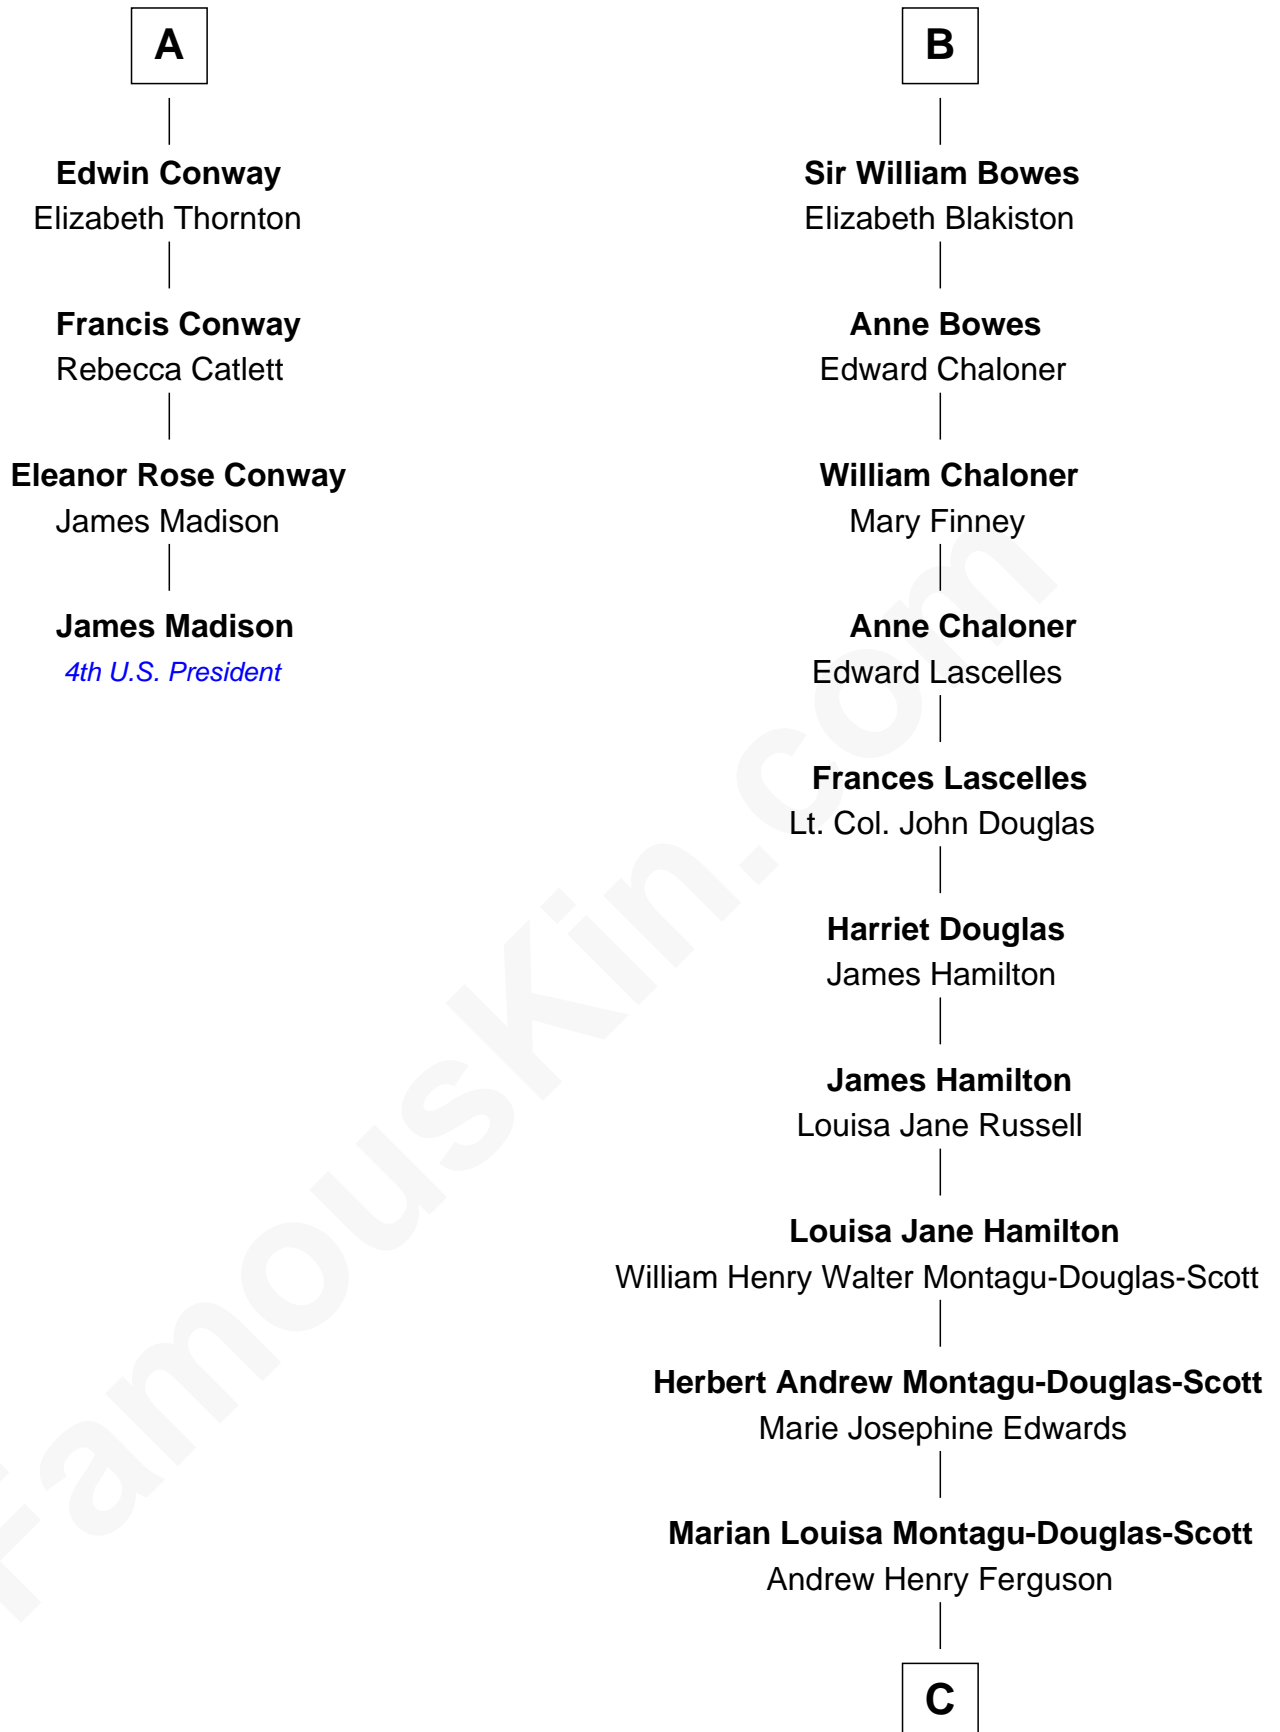 A
Edwin Conway
Elizabeth Thornton
Francis Conway
Rebecca Catlett
Eleanor Rose Conway
James Madison
James Madison
4th U.S. President
B
Sir William Bowes
Elizabeth Blakiston
Anne Bowes
Edward Chaloner
William Chaloner
Mary Finney
Anne Chaloner
Edward Lascelles
Frances Lascelles
Lt. Col. John Douglas
Harriet Douglas
James Hamilton
James Hamilton
Louisa Jane Russell
Louisa Jane Hamilton
William Henry Walter Montagu-Douglas-Scott
Herbert Andrew Montagu-Douglas-Scott
Marie Josephine Edwards
Marian Louisa Montagu-Douglas-Scott
Andrew Henry Ferguson
C
FamousKin.com